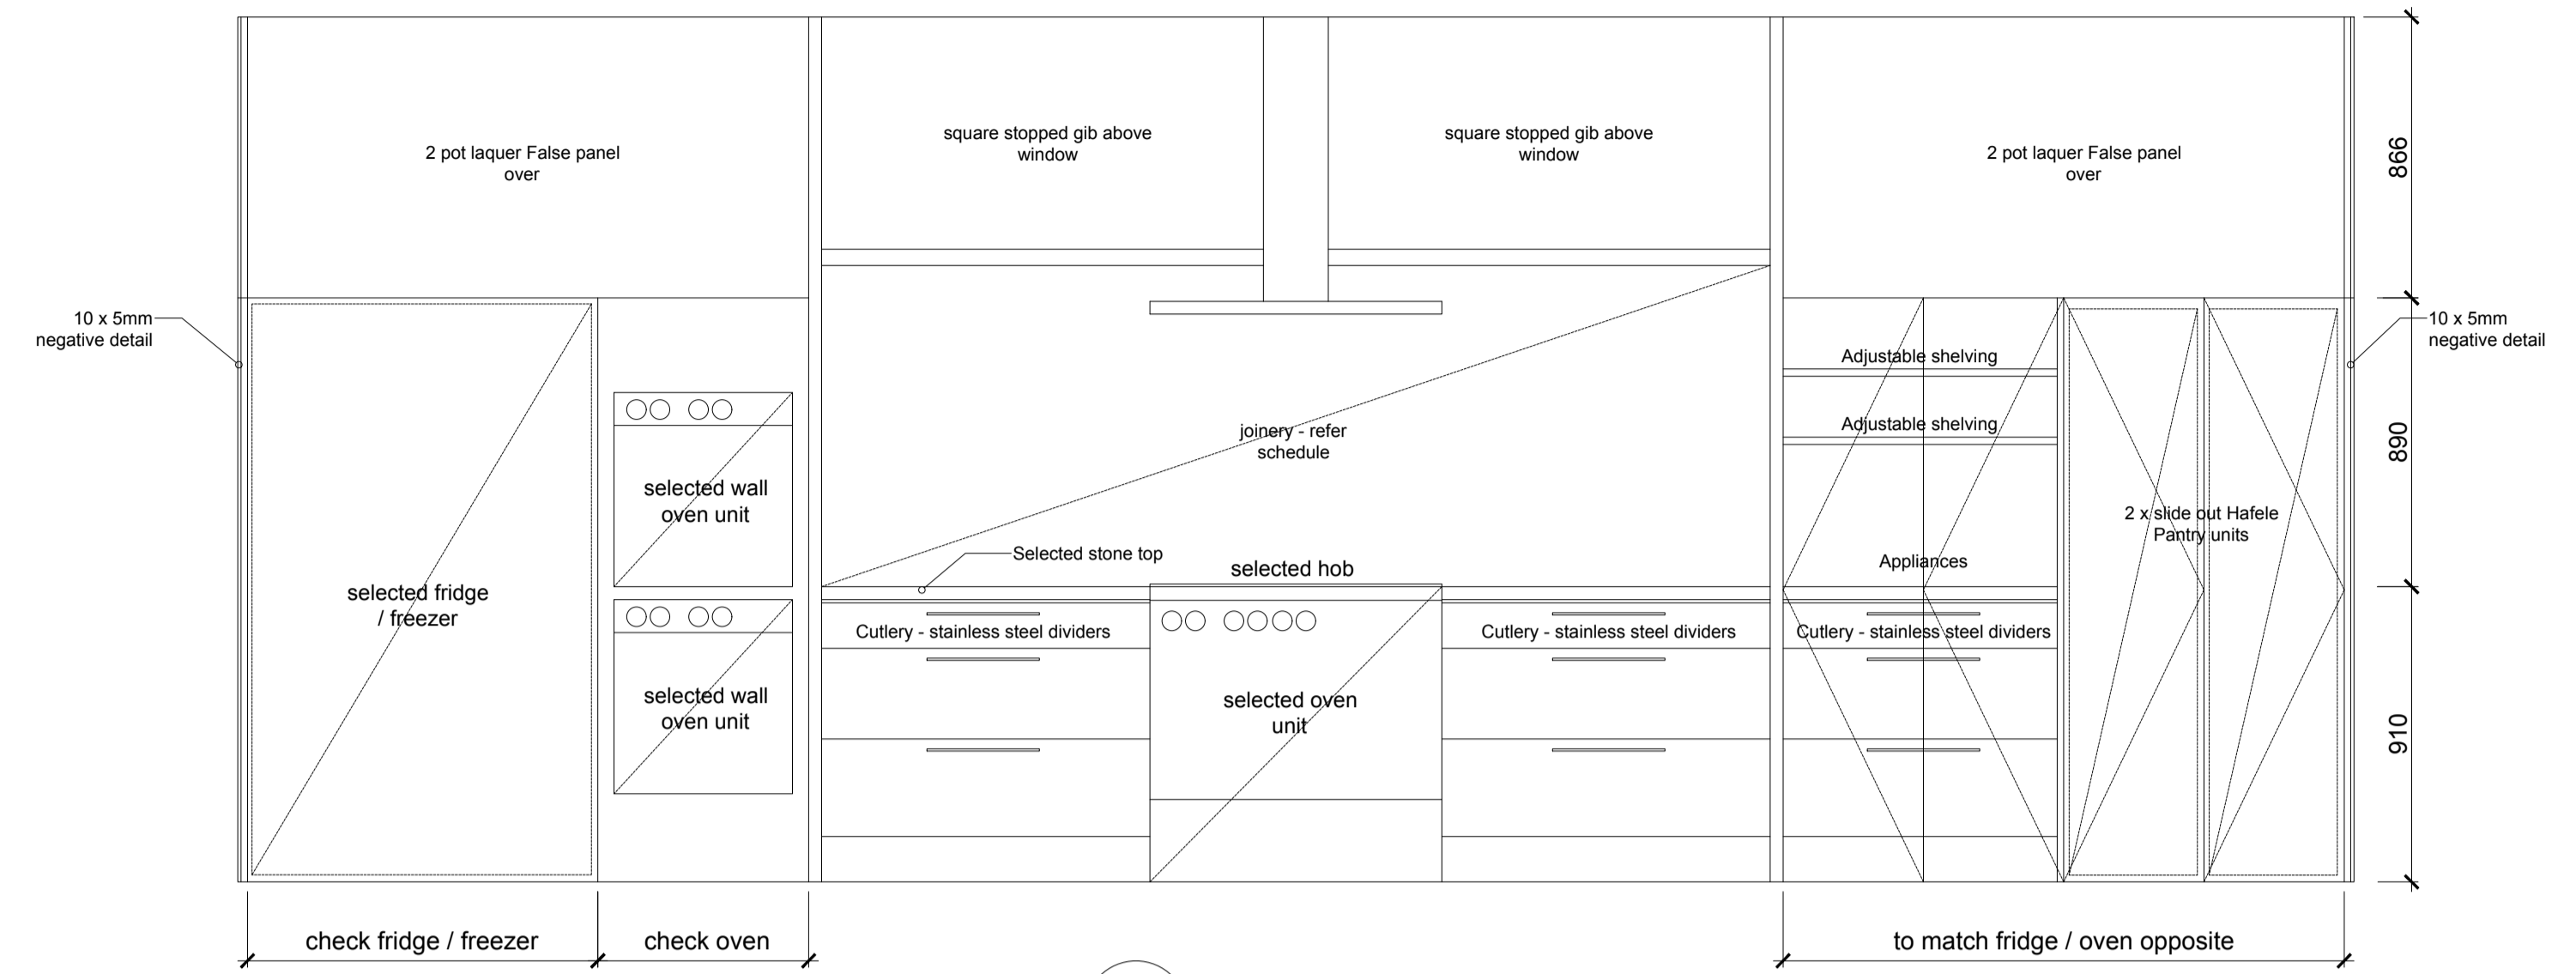 2 pot laquer False panel
over
square stopped gib above
window
square stopped gib above
window
2 pot laquer False panel
over
866
10 x 5mm
negative detail
10 x 5mm
negative detail
Adjustable shelving
Adjustable shelving
890
joinery - refer
schedule
selected wall
oven unit
2 x slide out Hafele
Pantry units
Selected stone top
selected hob
Appliances
selected fridge
/ freezer
Cutlery - stainless steel dividers
Cutlery - stainless steel dividers
Cutlery - stainless steel dividers
selected wall
oven unit
selected oven
unit
910
check fridge / freezer
check oven
to match fridge / oven opposite